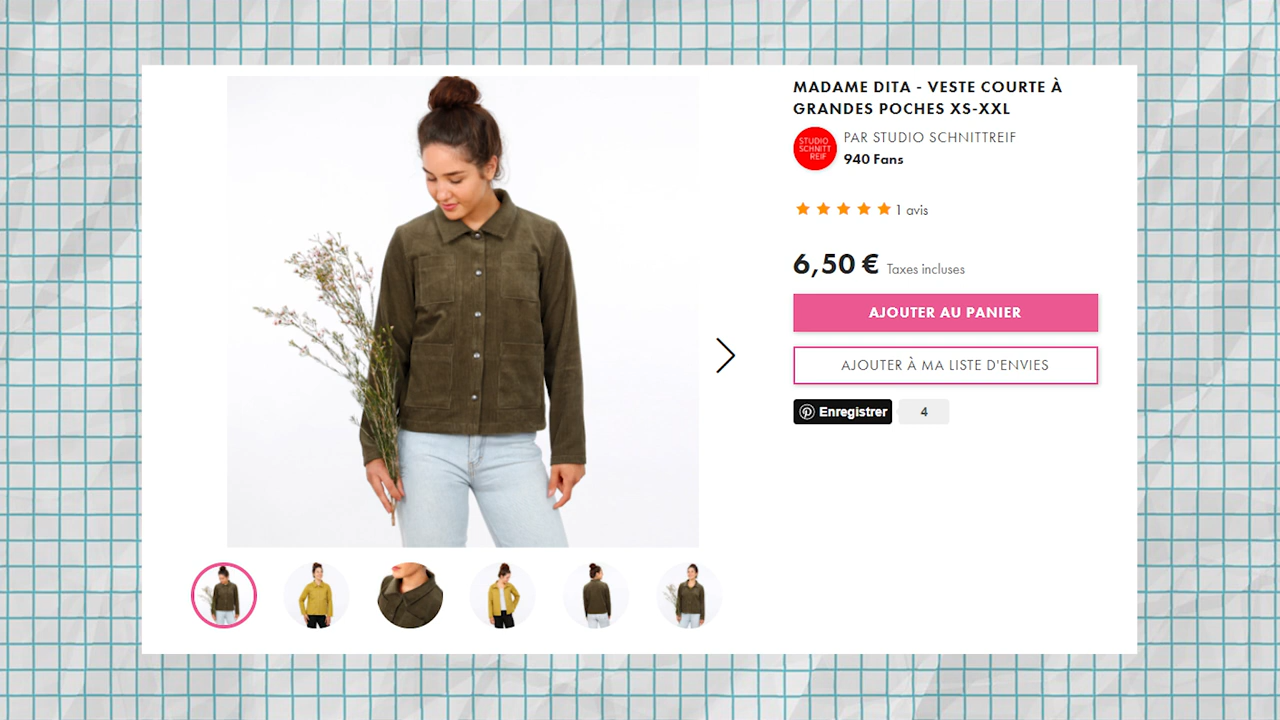 MADAME DITA - VESTE COURTE À
GRANDES POCHES XS-XXL
STUDIO
SCHNITT
REIF
PAR STUDIO SCHNITTREIF
940 Fans
1 avis
6,50 € Taxes incluses
AJOUTER AU PANIER
AJOUTER À MA LISTE D'ENVIES
Enregistrer 4